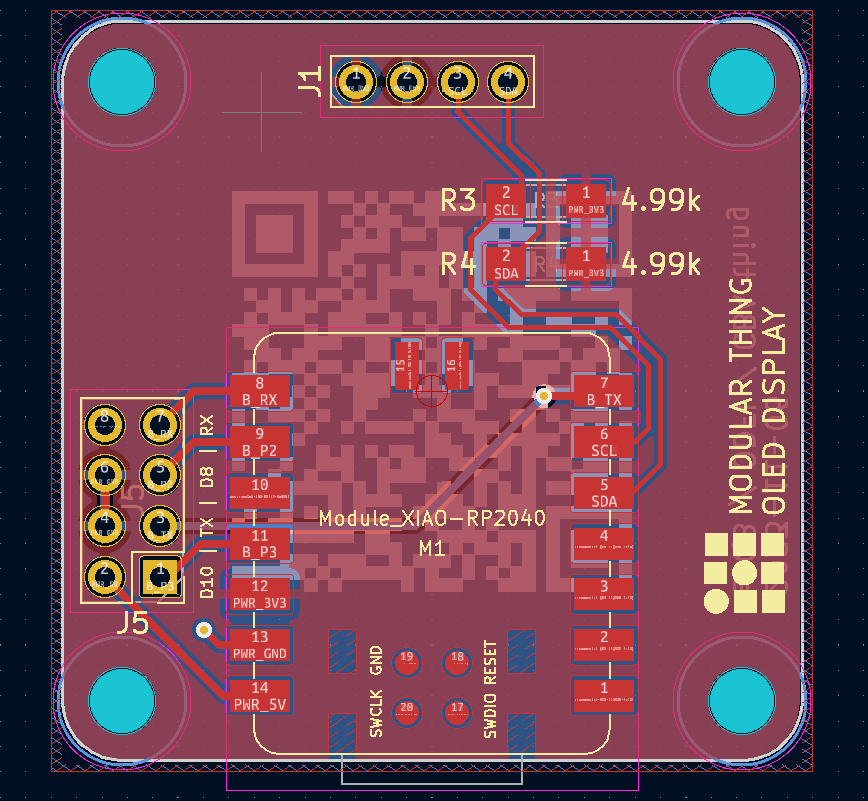 J1
1
2
3
4
SCL
SDA
R3
2
SCL
1
PWR_3V3
4.99k
R4
2
SDA
1
PWR_3V3
4.99k
15
16
8
B_RX
7
B_TX
9
B_P2
6
SCL
10
5
SDA
11
B_P3
4
12
PWR_3V3
3
13
PWR_GND
2
14
PWR_5V
1
8
7
6
5
4
3
2
1
B_P3
J5
D10 | TX | D8 | RX
Module_XIAO-RP2040
M1
GND
SWCLK
19
18
20
17
RESET
SWDIO
MODULAR THING
OLED DISPLAY